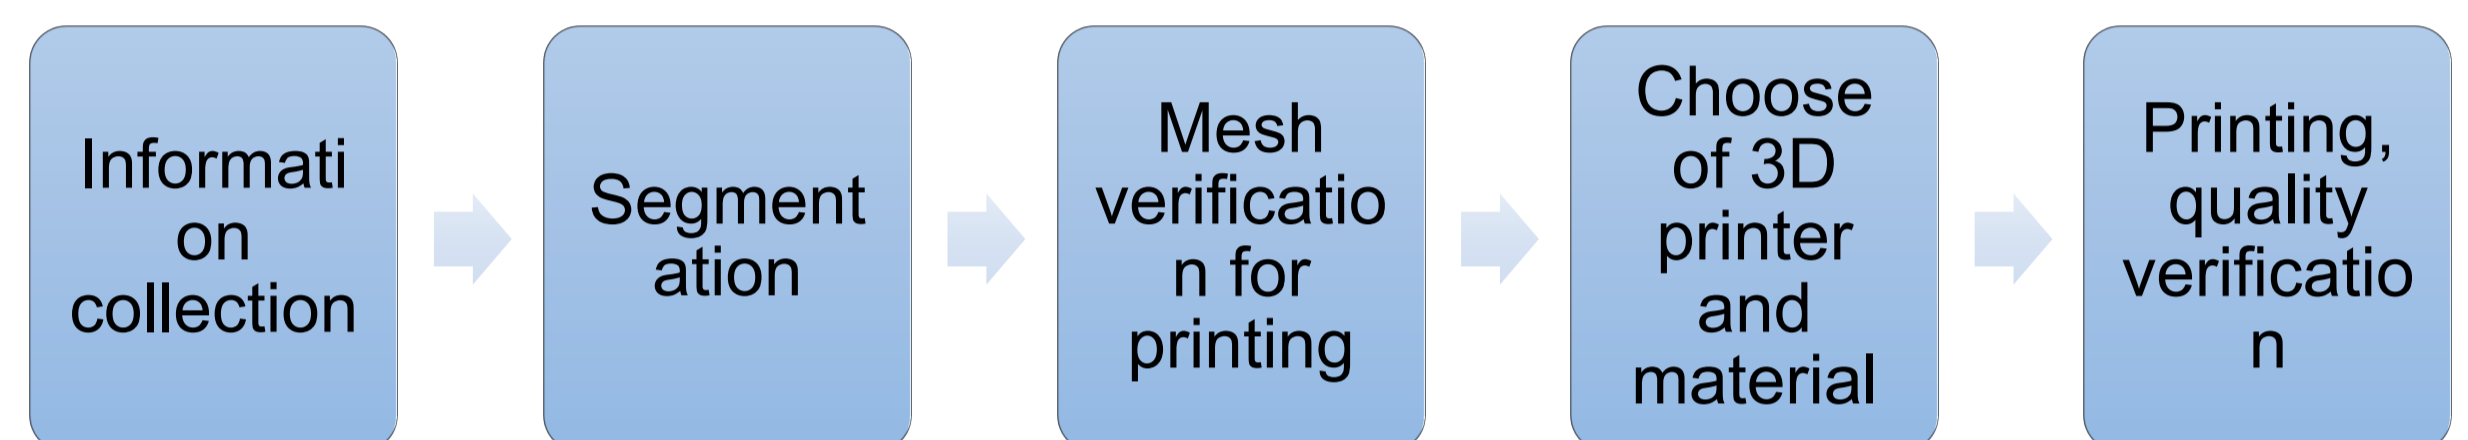 Informati
on
collection
Segment
ation
Mesh
verificatio
n for
printing
Choose
of 3D
printer
and
material
Printing,
quality
verificatio
n